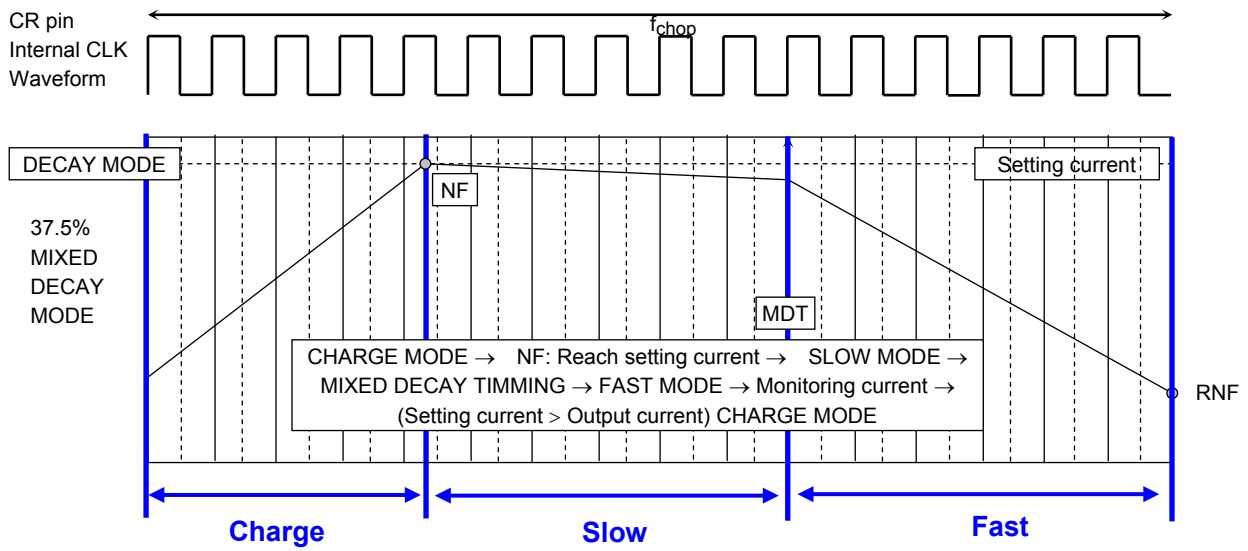 CR pin
Internal CLK
Waveform
fchop
DECAY MODE
Setting current
NF
37.5%
MIXED
DECAY
MODE
MDT
CHARGE MODE → NF: Reach setting current → SLOW MODE →
MIXED DECAY TIMMING → FAST MODE → Monitoring current →
(Setting current > Output current) CHARGE MODE
RNF
Charge
Slow
Fast